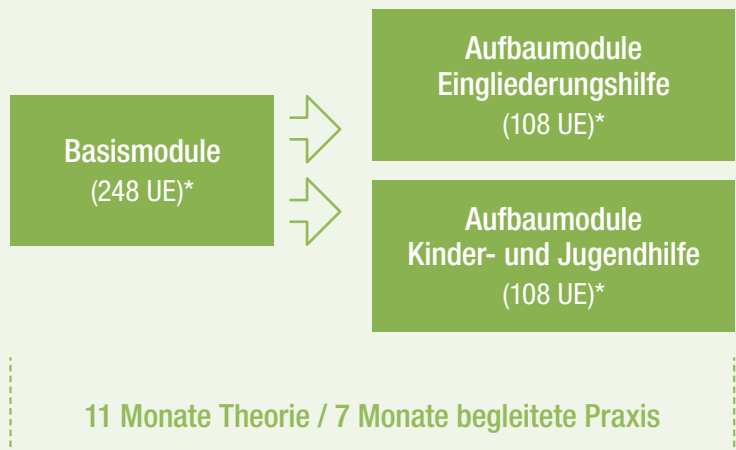 Basismodule
(248 UE)*
Aufbaumodule
Eingliederungshilfe
(108 UE)*
Aufbaumodule
Kinder- und Jugendhilfe
(108 UE)*
11 Monate Theorie / 7 Monate begleitete Praxis